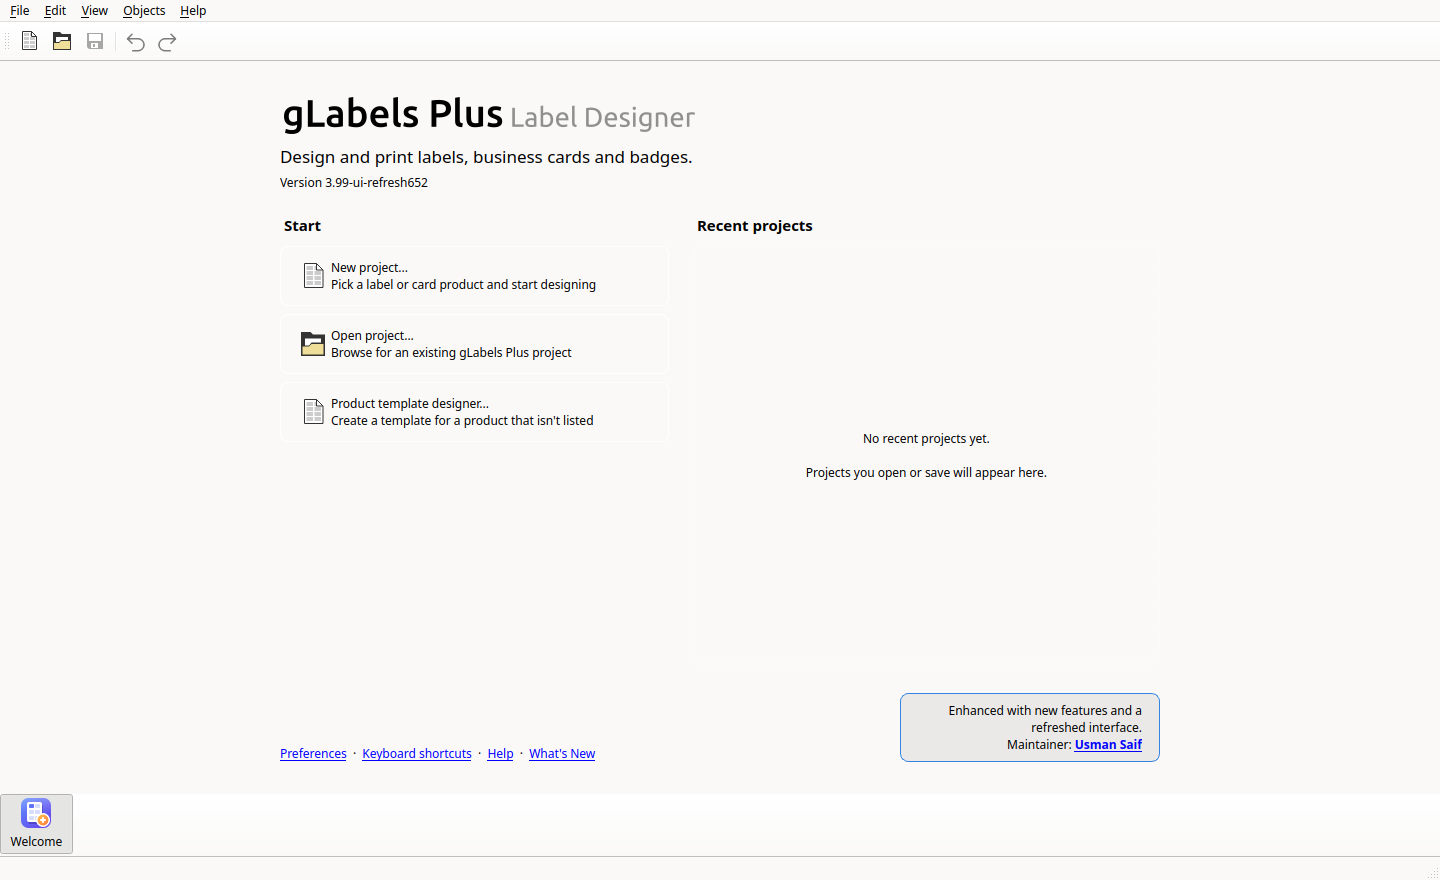 File Edit View Objects Help
gLabels Plus Label Designer
Design and print labels, business cards and badges.
Version 3.99-ui-refresh652
Start
New project...
Pick a label or card product and start designing
Open project...
Browse for an existing gLabels Plus project
Product template designer...
Create a template for a product that isn't listed
Recent projects
No recent projects yet.
Projects you open or save will appear here.
Preferences · Keyboard shortcuts · Help · What's New
Enhanced with new features and a
refreshed interface.
Maintainer: Usman Saif
Welcome